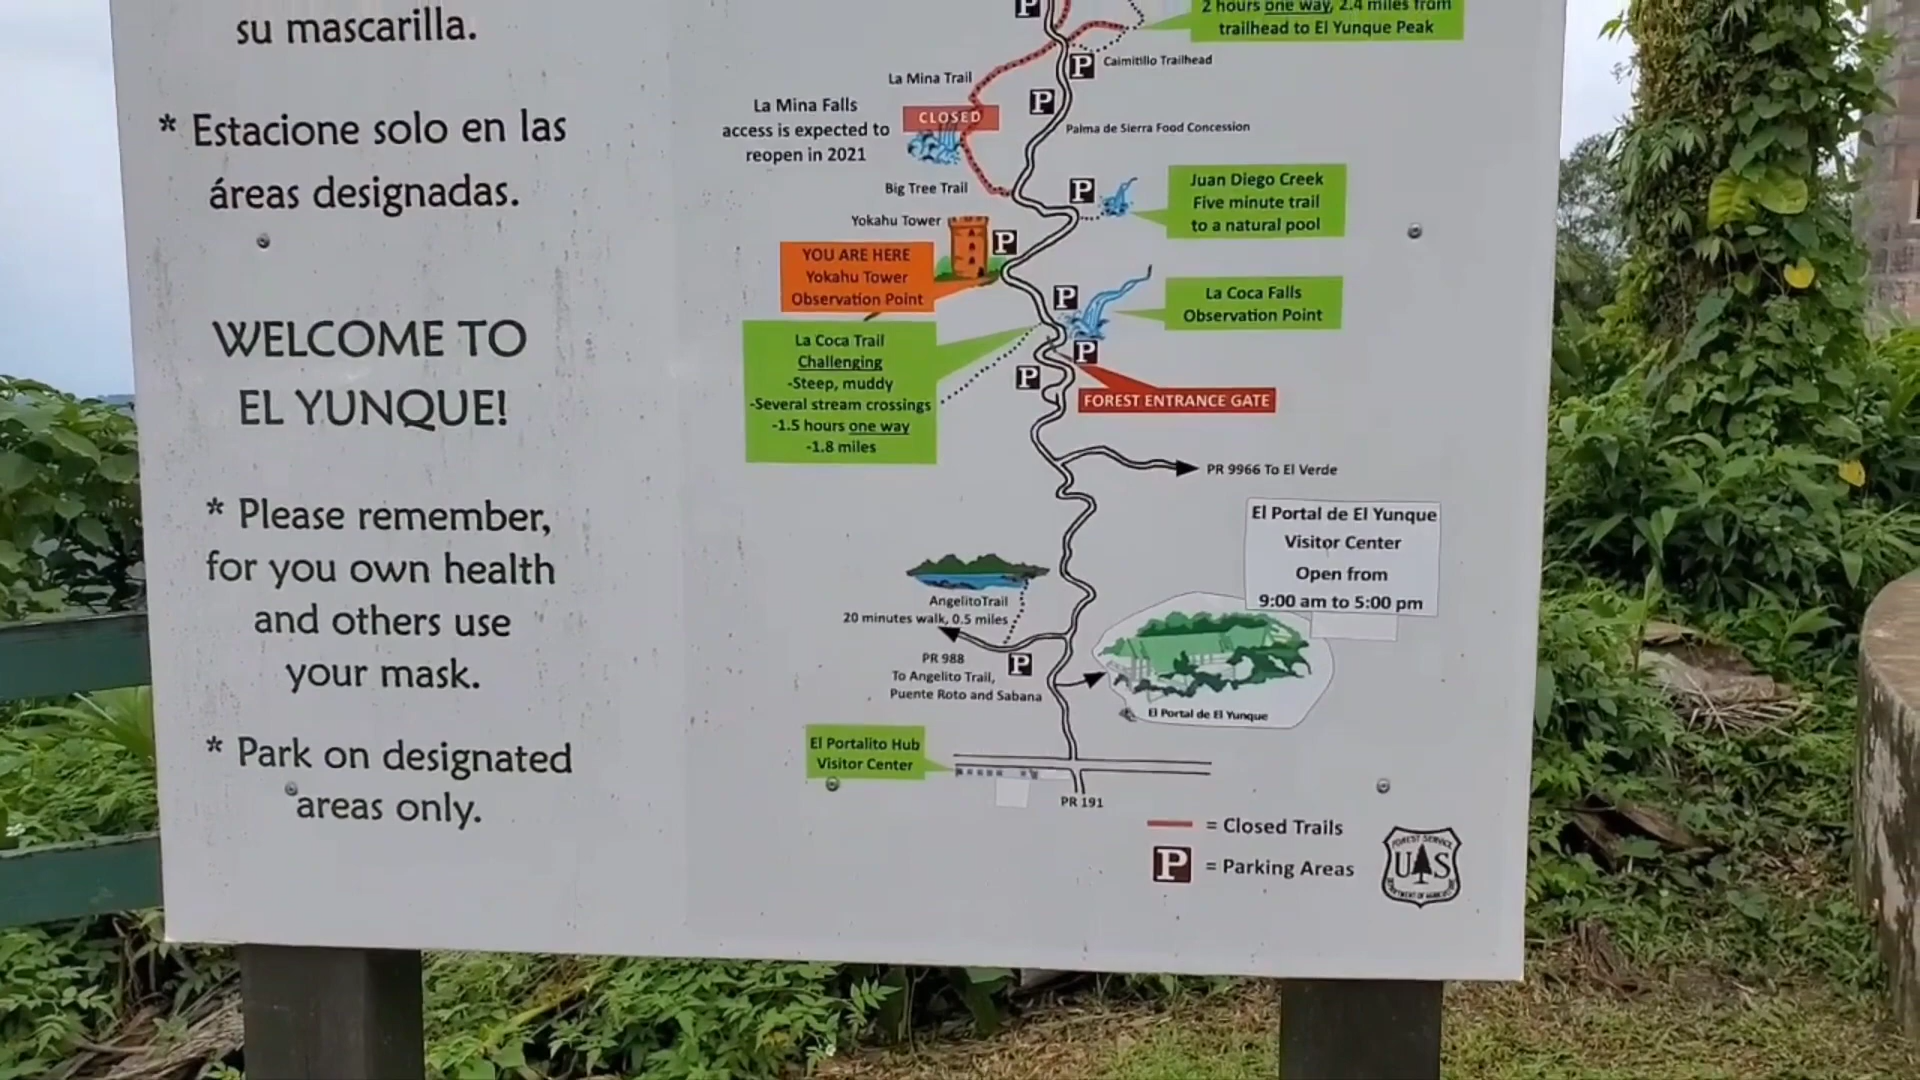 su mascarilla.
* Estacione solo en las
áreas designadas.
WELCOME TO
EL YUNQUE!
* Please remember,
for you own health
and others use
your mask.
* Park on designated
areas only.
P
2 hours one way, 2.4 miles from
trailhead to El Yunque Peak
P
Caimitillo Trailhead
La Mina Trail
P
La Mina Falls
access is expected to
reopen in 2021
CLOSED
Palma de Sierra Food Concession
Big Tree Trail
P
Juan Diego Creek
Five minute trail
to a natural pool
Yokahu Tower
P
YOU ARE HERE
Yokahu Tower
Observation Point
P
La Coca Falls
Observation Point
La Coca Trail
Challenging
-Steep, muddy
-Several stream crossings
-1.5 hours one way
-1.8 miles
P
P
FOREST ENTRANCE GATE
PR 9966 To El Verde
El Portal de El Yunque
Visitor Center
Open from
9:00 am to 5:00 pm
Angelito Trail
20 minutes walk, 0.5 miles
PR 988
To Angelito Trail,
Puente Roto and Sabana
P
El Portal de El Yunque
El Portalito Hub
Visitor Center
PR 191
= Closed Trails
P = Parking Areas
FOREST SERVICE
U S
DEPARTMENT OF AGRICULTURE